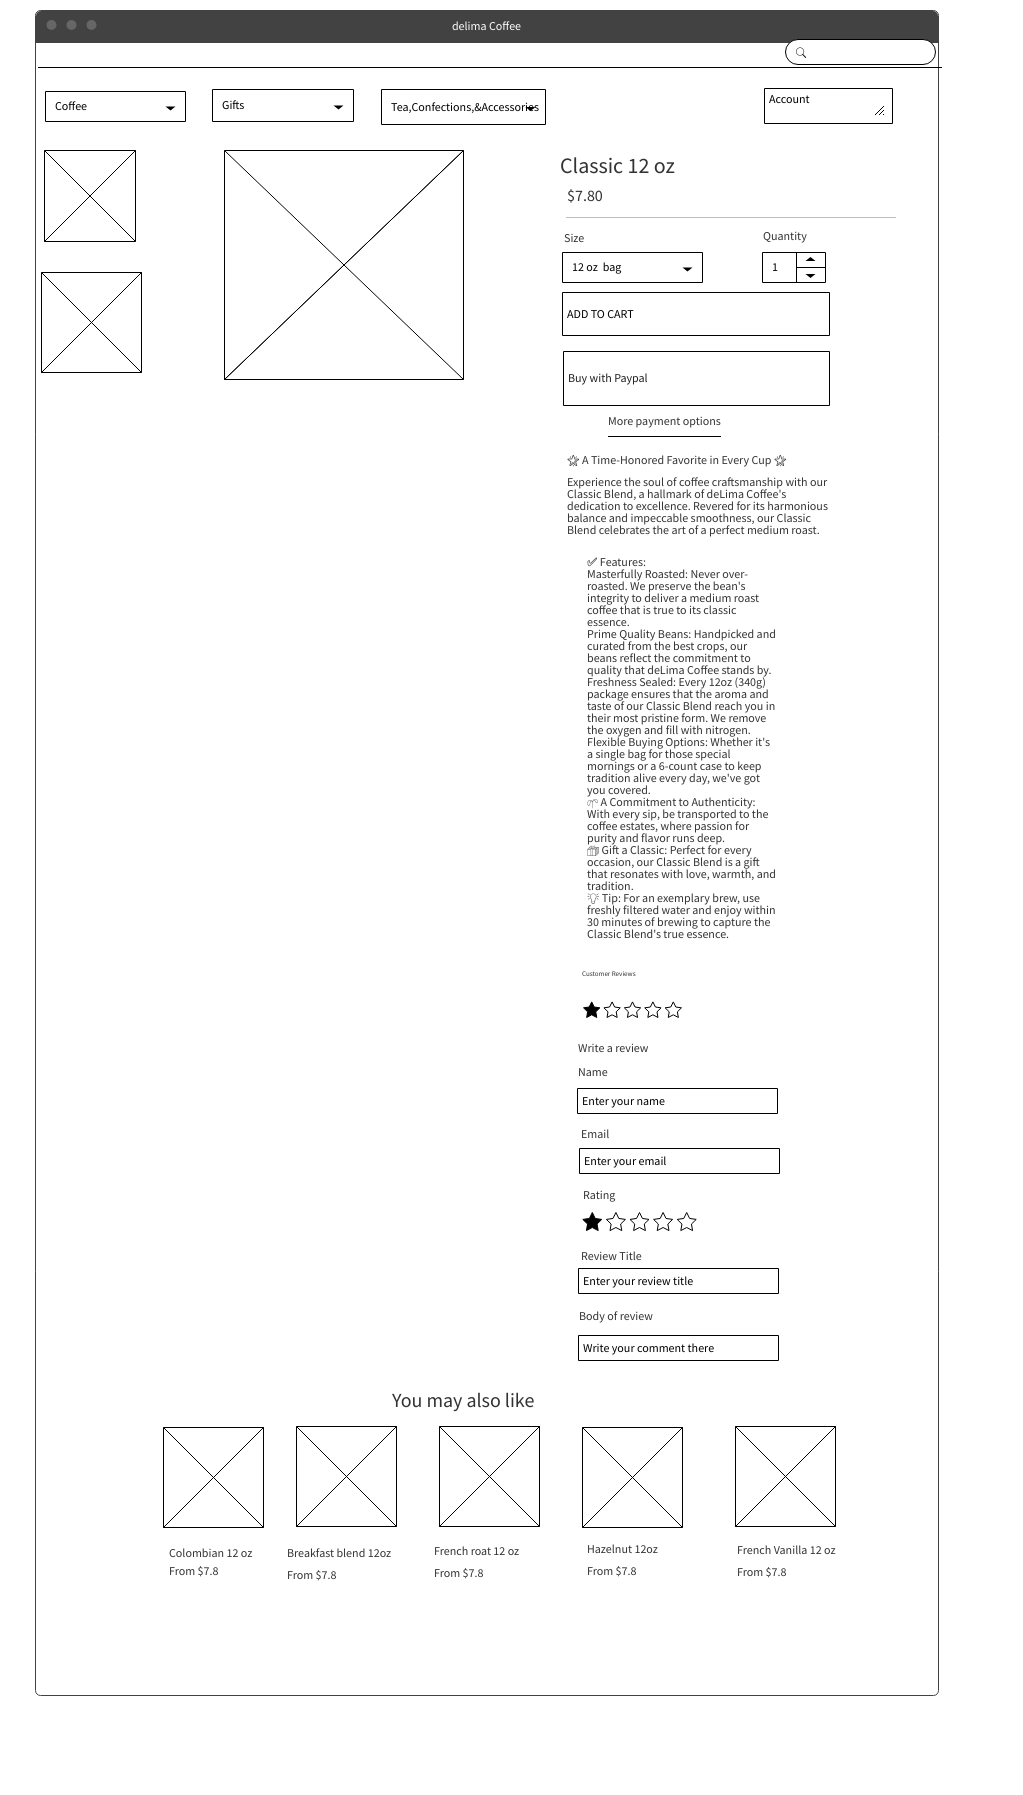 delima Coffee
Coffee
Gifts
Tea,Confections,&Accessories
Account
Classic 12 oz
$7.80
Size
Quantity
12 oz  bag
1
ADD TO CART
Buy with Paypal
More payment options
🌟 A Time-Honored Favorite in Every Cup 🌟
Experience the soul of coffee craftsmanship with our
Classic Blend, a hallmark of deLima Coffee's
dedication to excellence. Revered for its harmonious
balance and impeccable smoothness, our Classic
Blend celebrates the art of a perfect medium roast.
✅ Features:
Masterfully Roasted: Never over-
roasted. We preserve the bean's
integrity to deliver a medium roast
coffee that is true to its classic
essence.
Prime Quality Beans: Handpicked and
curated from the best crops, our
beans reflect the commitment to
quality that deLima Coffee stands by.
Freshness Sealed: Every 12oz (340g)
package ensures that the aroma and
taste of our Classic Blend reach you in
their most pristine form. We remove
the oxygen and fill with nitrogen.
Flexible Buying Options: Whether it's
a single bag for those special
mornings or a 6-count case to keep
tradition alive every day, we've got
you covered.
🌱 A Commitment to Authenticity:
With every sip, be transported to the
coffee estates, where passion for
purity and flavor runs deep.
🎁 Gift a Classic: Perfect for every
occasion, our Classic Blend is a gift
that resonates with love, warmth, and
tradition.
💡 Tip: For an exemplary brew, use
freshly filtered water and enjoy within
30 minutes of brewing to capture the
Classic Blend's true essence.
Customer Reviews
Write a review
Name
Enter your name
Email
Enter your email
Rating
Review Title
Enter your review title
Body of review
Write your comment there
You may also like
Colombian 12 oz
From $7.8
Breakfast blend 12oz
From $7.8
French roat 12 oz
From $7.8
Hazelnut 12oz
From $7.8
French Vanilla 12 oz
From $7.8